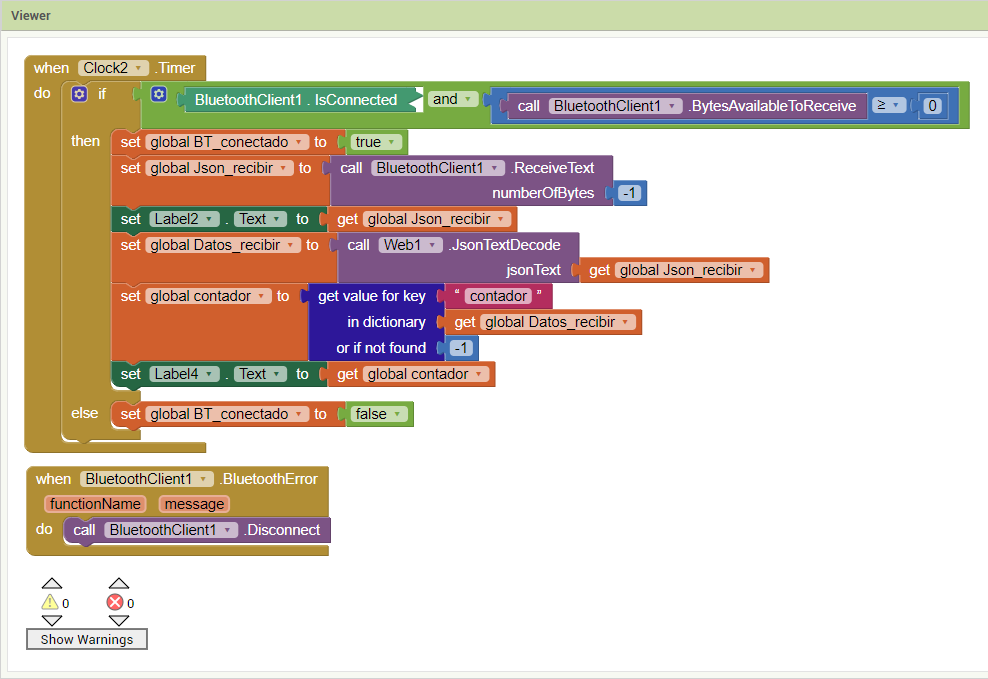 Viewer
when Clock2 .Timer
do if BluetoothClient1 . IsConnected and call BluetoothClient1 .BytesAvailableToReceive ≥ 0
then set global BT_conectado to true
set global Json_recibir to call BluetoothClient1 .ReceiveText
numberOfBytes -1
set Label2 . Text to get global Json_recibir
set global Datos_recibir to call Web1 .JsonTextDecode
jsonText get global Json_recibir
set global contador to get value for key “ contador ”
in dictionary get global Datos_recibir
or if not found -1
set Label4 . Text to get global contador
else set global BT_conectado to false
when BluetoothClient1 .BluetoothError
functionName message
do call BluetoothClient1 .Disconnect
0 0
Show Warnings